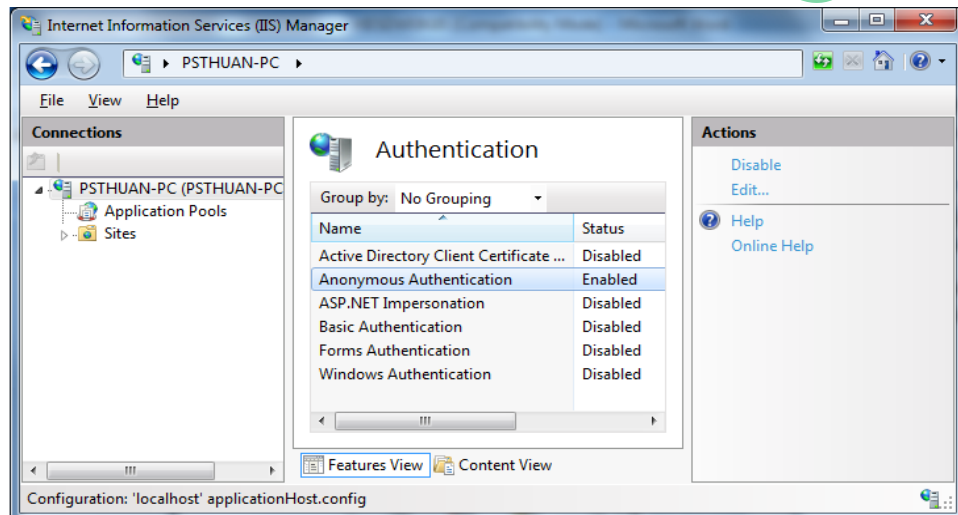 Internet Information Services (IIS) Manager
PSTHUAN-PC
File View Help
Connections
PSTHUAN-PC (PSTHUAN-PC
Application Pools
Sites
Authentication
Group by: No Grouping
Name Status
Active Directory Client Certificate ... Disabled
Anonymous Authentication Enabled
ASP.NET Impersonation Disabled
Basic Authentication Disabled
Forms Authentication Disabled
Windows Authentication Disabled
Features View Content View
Actions
Disable
Edit...
Help
Online Help
Configuration: 'localhost' applicationHost.config